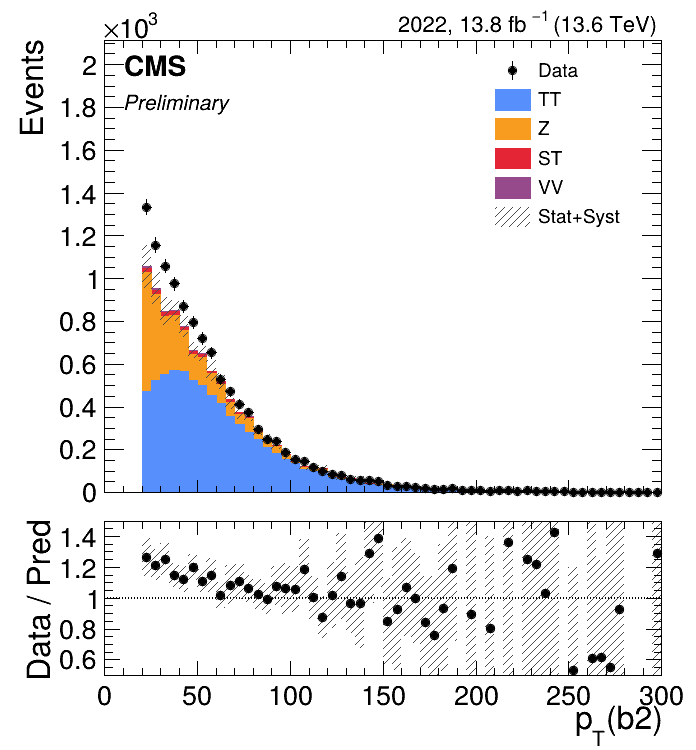 ×10³
2022, 13.8 fb⁻¹ (13.6 TeV)
Events
CMS
Preliminary
Data
TT
Z
ST
VV
Stat+Syst
2
1.8
1.6
1.4
1.2
1
0.8
0.6
0.4
0.2
0
Data / Pred
1.4
1.2
1
0.8
0.6
0 50 100 150 200 250 300
p_T(b2)